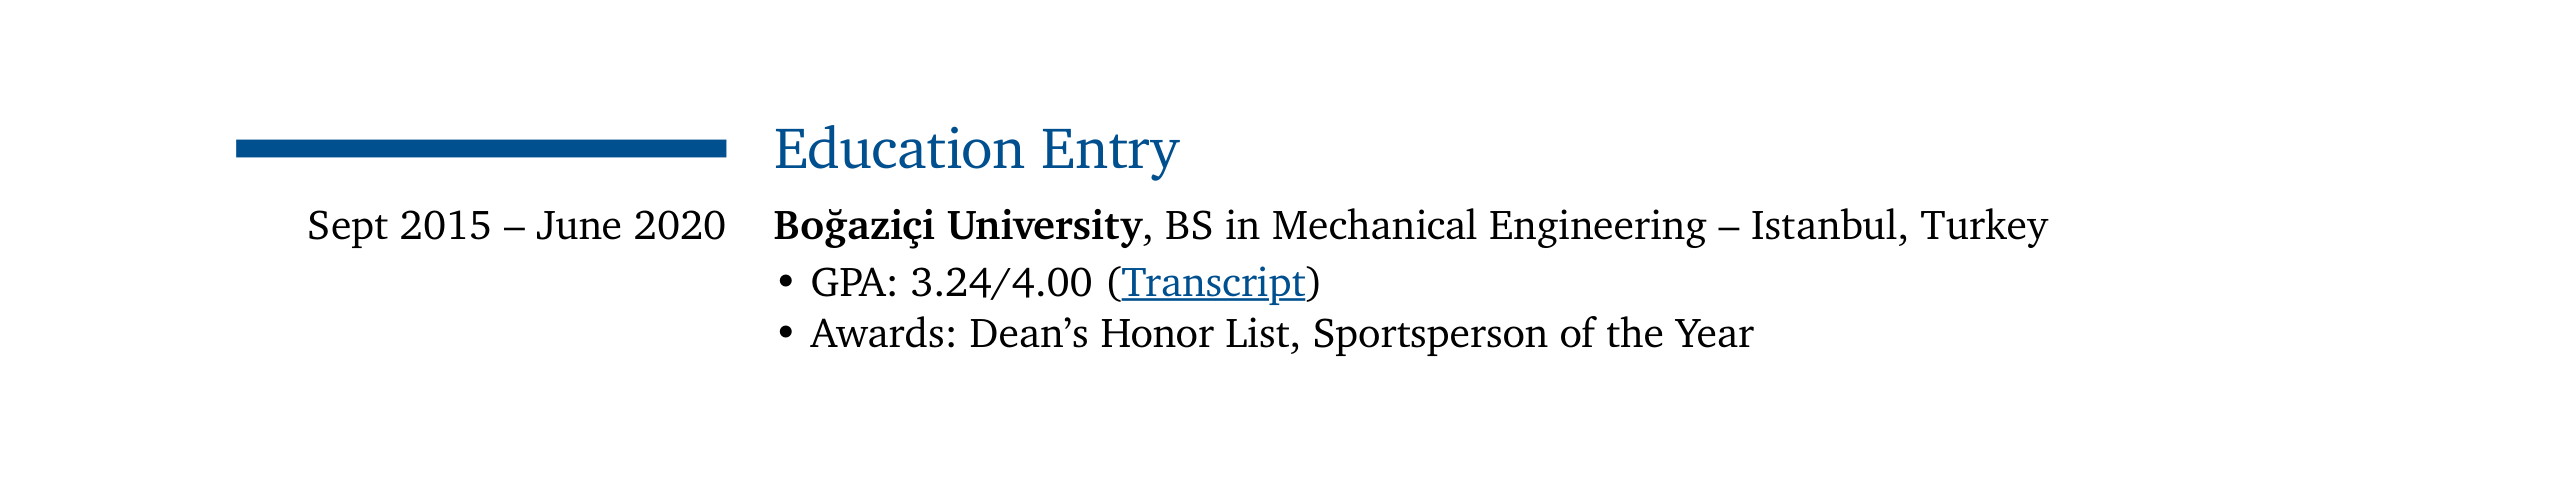 Education Entry
Sept 2015 – June 2020 Boğaziçi University, BS in Mechanical Engineering – Istanbul, Turkey
• GPA: 3.24/4.00 (Transcript)
• Awards: Dean’s Honor List, Sportsperson of the Year